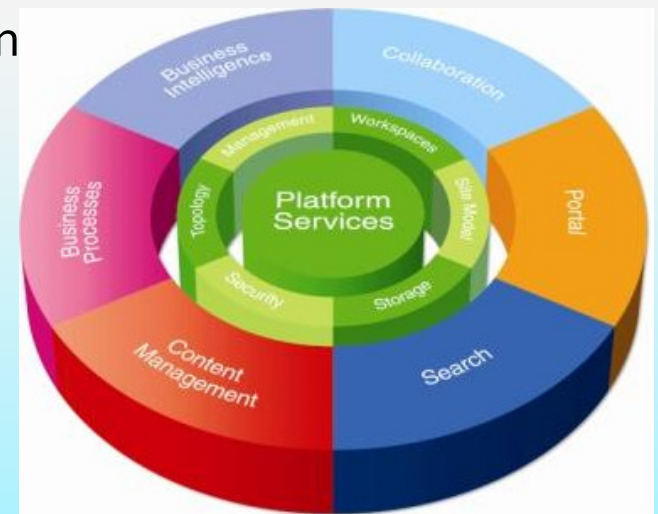 n
Business
Intelligence
Collaboration
Portal
Search
Content
Management
Business
Processes
Management
Workspaces
Site Model
Storage
Security
Topology
Platform
Services